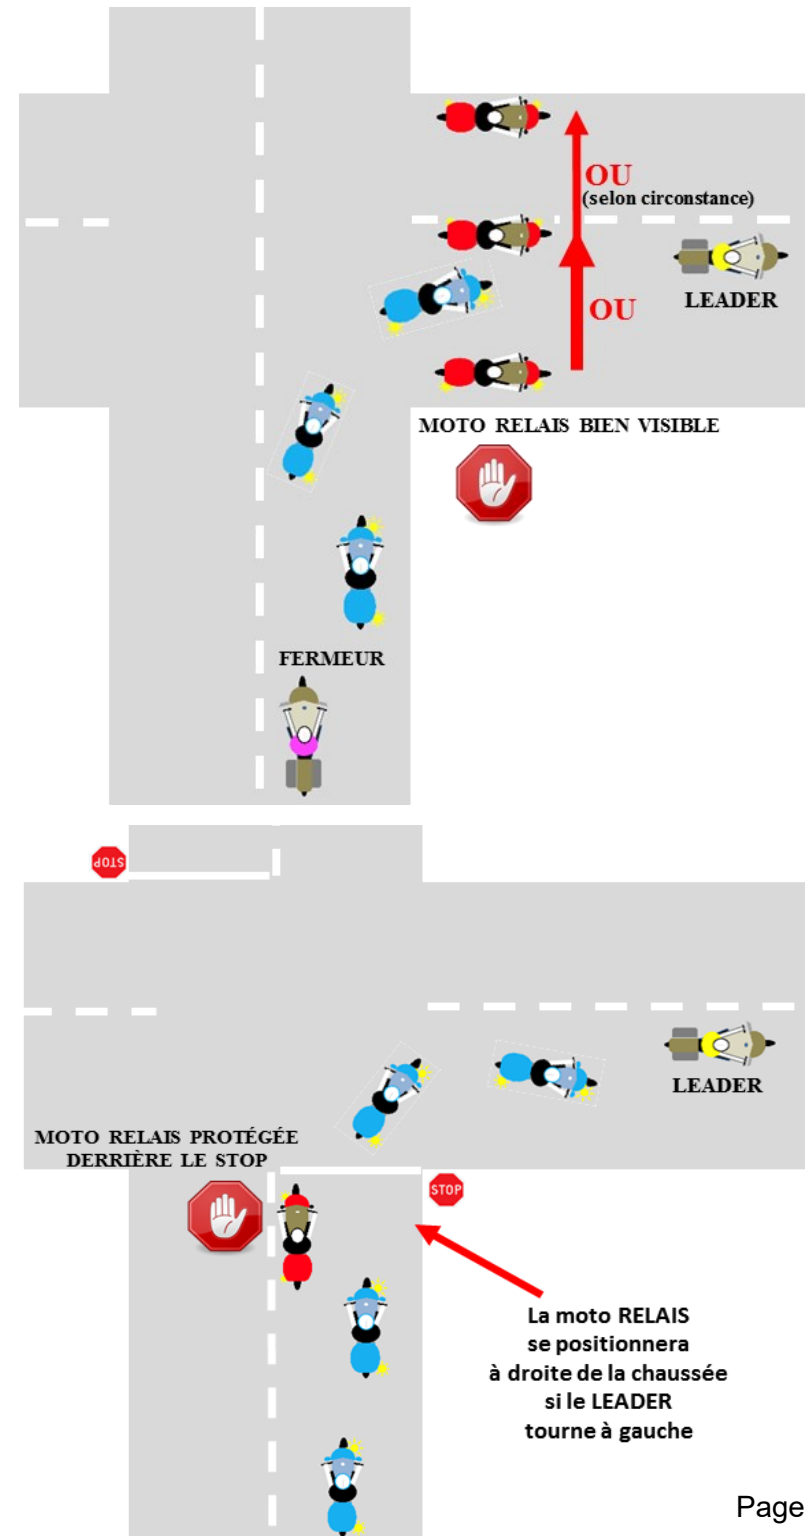 OU
(selon circonstance)
LEADER
OU
MOTO RELAIS BIEN VISIBLE
FERMEUR
STOP
LEADER
MOTO RELAIS PROTÉGÉE
DERRIÈRE LE STOP
STOP
La moto RELAIS
se positionnera
à droite de la chaussée
si le LEADER
tourne à gauche
Page